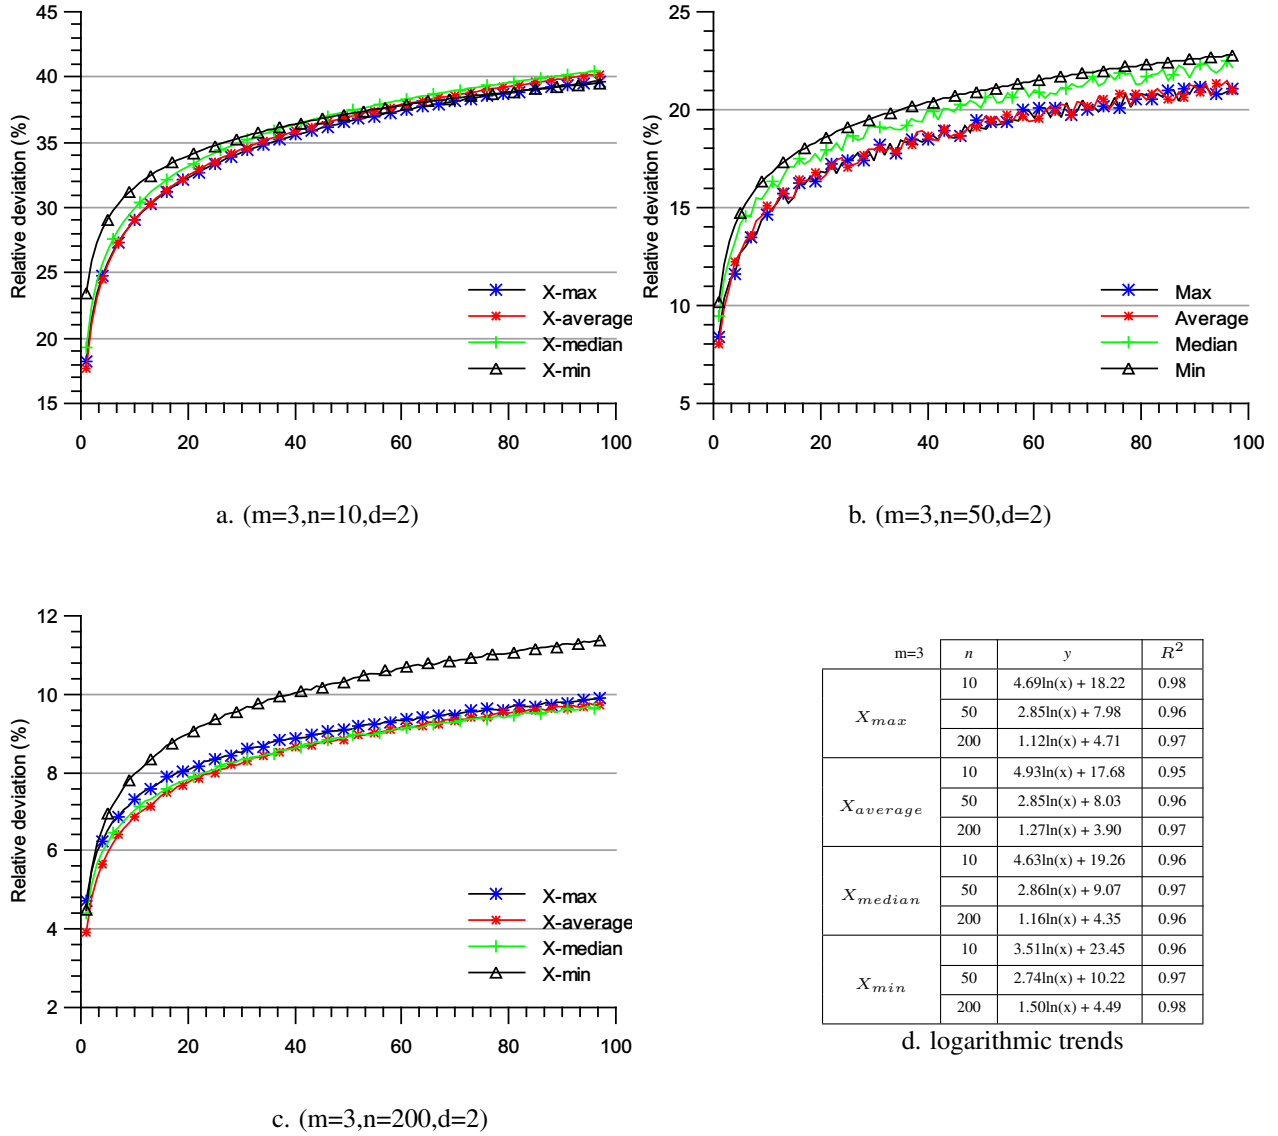 45
40
35
30
25
20
15
Relative deviation (%)
X-max
X-average
X-median
X-min
0 20 40 60 80 100
a. (m=3,n=10,d=2)
25
20
15
10
5
Relative deviation (%)
Max
Average
Median
Min
0 20 40 60 80 100
b. (m=3,n=50,d=2)
12
10
8
6
4
2
Relative deviation (%)
X-max
X-average
X-median
X-min
0 20 40 60 80 100
c. (m=3,n=200,d=2)
m=3 n y R²
X_max
10 4.69ln(x) + 18.22 0.98
50 2.85ln(x) + 7.98 0.96
200 1.12ln(x) + 4.71 0.97
X_average
10 4.93ln(x) + 17.68 0.95
50 2.85ln(x) + 8.03 0.96
200 1.27ln(x) + 3.90 0.97
X_median
10 4.63ln(x) + 19.26 0.96
50 2.86ln(x) + 9.07 0.97
200 1.16ln(x) + 4.35 0.96
X_min
10 3.51ln(x) + 23.45 0.96
50 2.74ln(x) + 10.22 0.97
200 1.50ln(x) + 4.49 0.98
d. logarithmic trends